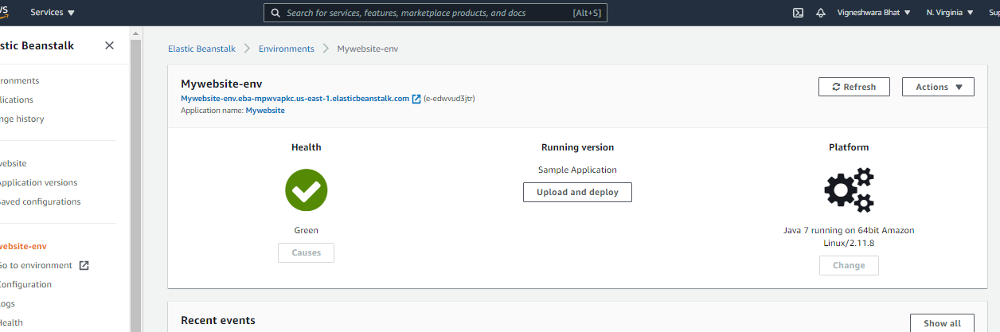 Services ▼
Search for services, features, marketplace products, and docs [Alt+S]
Vigneshwara Bhat ▼
N. Virginia ▼
Sup
stic Beanstalk
ronments
lications
nge history
website
Application versions
Saved configurations
website-env
Go to environment
Configuration
Logs
Health
Elastic Beanstalk > Environments > Mywebsite-env
Mywebsite-env
Mywebsite-env.eba-mpwvapkc.us-east-1.elasticbeanstalk.com (e-edwvud3jtr)
Application name: Mywebsite
Refresh
Actions ▼
Health
Green
Causes
Running version
Sample Application
Upload and deploy
Platform
Java 7 running on 64bit Amazon
Linux/2.11.8
Change
Recent events
Show all